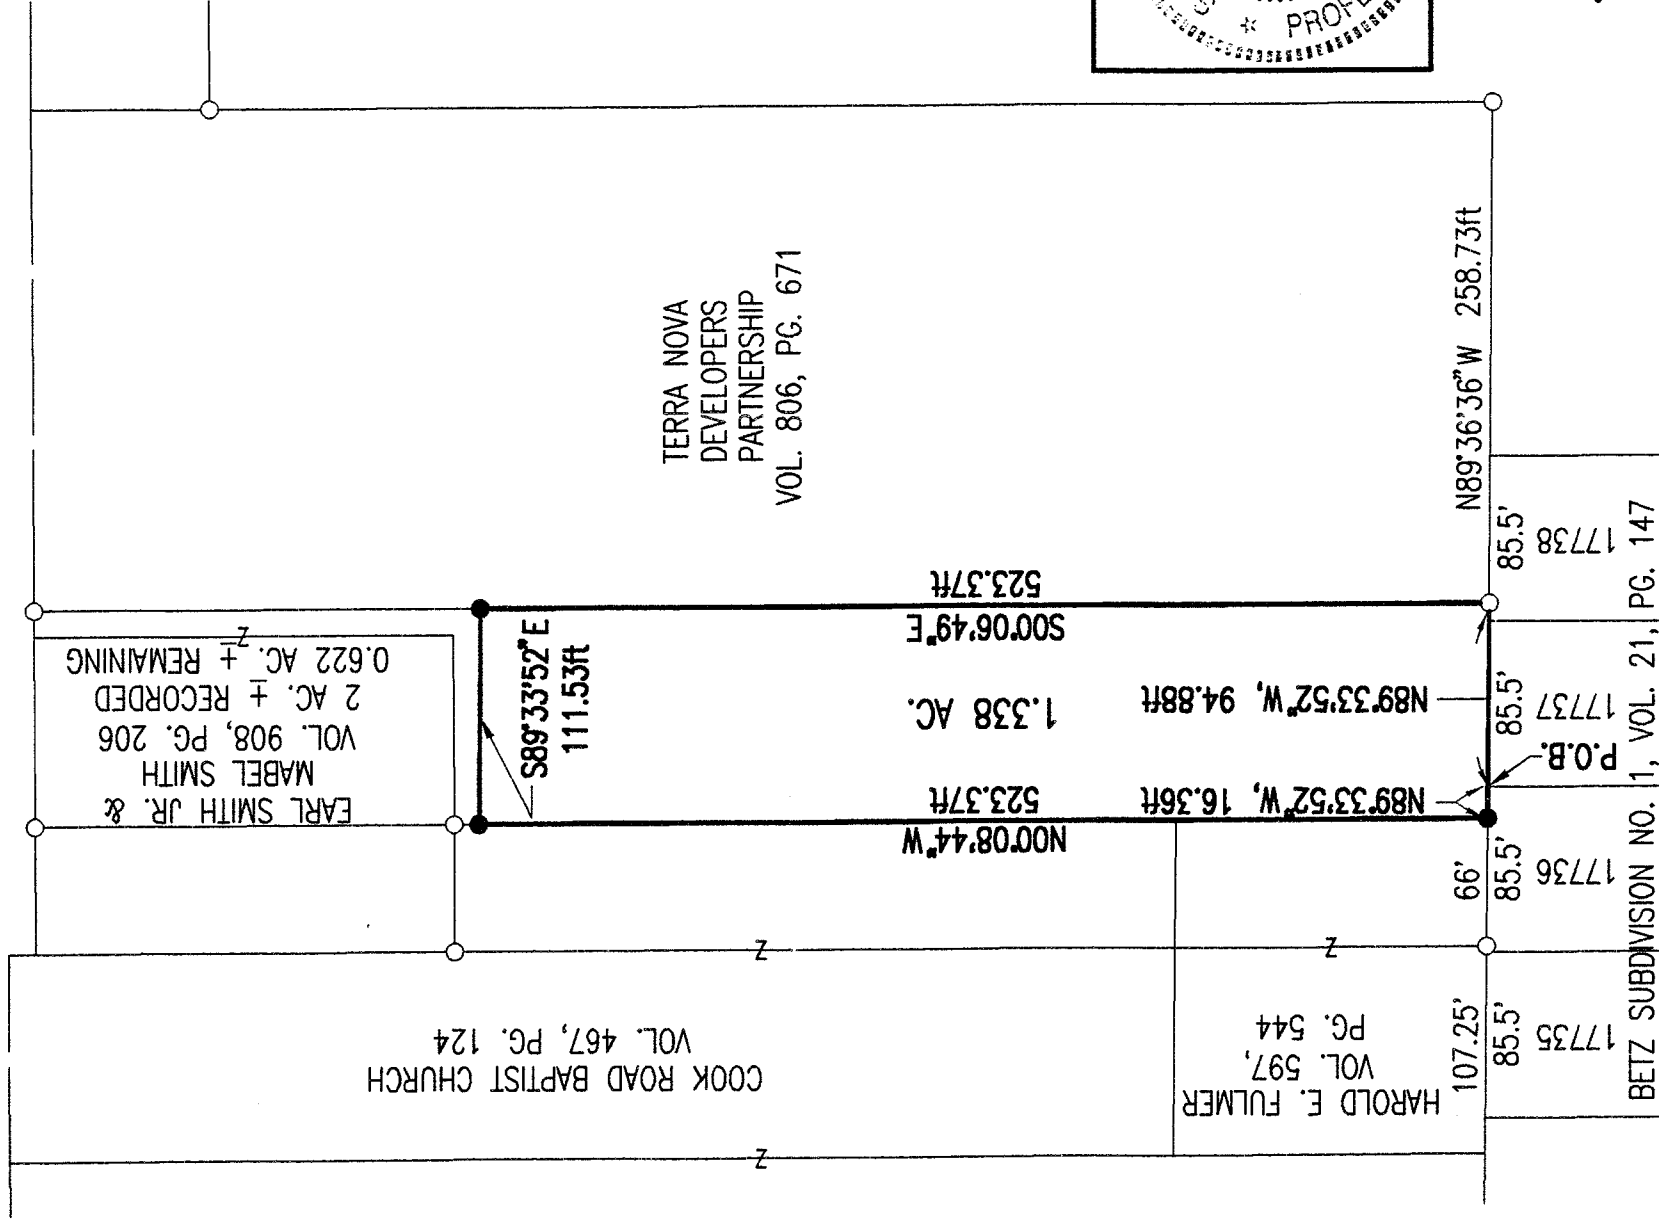 PROFE
TERRA NOVA
DEVELOPERS
PARTNERSHIP
VOL. 806, PG. 671
N89°36'36"W 258.73ft
EARL SMITH JR. &
MABEL SMITH
VOL. 908, PG. 206
2 AC. ± RECORDED
0.622 AC. ± REMAINING
Z
S89°33'52"E
111.53ft
523.37ft
S00°06'49"E
1.338 AC.
N89°33'52"W, 94.88ft
N89°33'52"W, 16.36ft
523.37ft
N00°08'44"W
P.O.B.
Z
Z
Z
COOK ROAD BAPTIST CHURCH
VOL. 467, PG. 124
HAROLD E. FULMER
VOL. 597,
PG. 544
107.25'
66'
85.5'
85.5'
85.5'
85.5'
17735
17736
17737
17738
BETZ SUBDIVISION NO. 11, VOL. 21, PG. 147